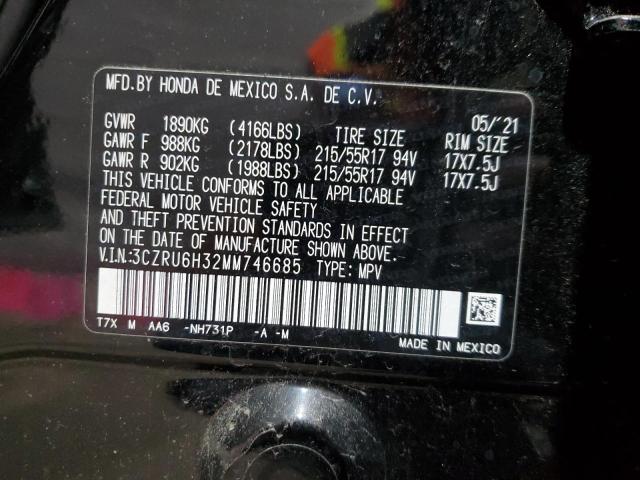 MFD.BY HONDA DE MEXICO S.A. DE C.V.
05/'21
GVWR 1890KG (4166LBS) TIRE SIZE RIM SIZE
GAWR F 988KG (2178LBS) 215/55R17 94V 17X7.5J
GAWR R 902KG (1988LBS) 215/55R17 94V 17X7.5J
THIS VEHICLE CONFORMS TO ALL APPLICABLE
FEDERAL MOTOR VEHICLE SAFETY
AND THEFT PREVENTION STANDARDS IN EFFECT
ON THE DATE OF MANUFACTURE SHOWN ABOVE.
V.I.N:3CZRU6H32MM746685 TYPE: MPV
T7X M AA6 -NH731P -A -M
MADE IN MEXICO